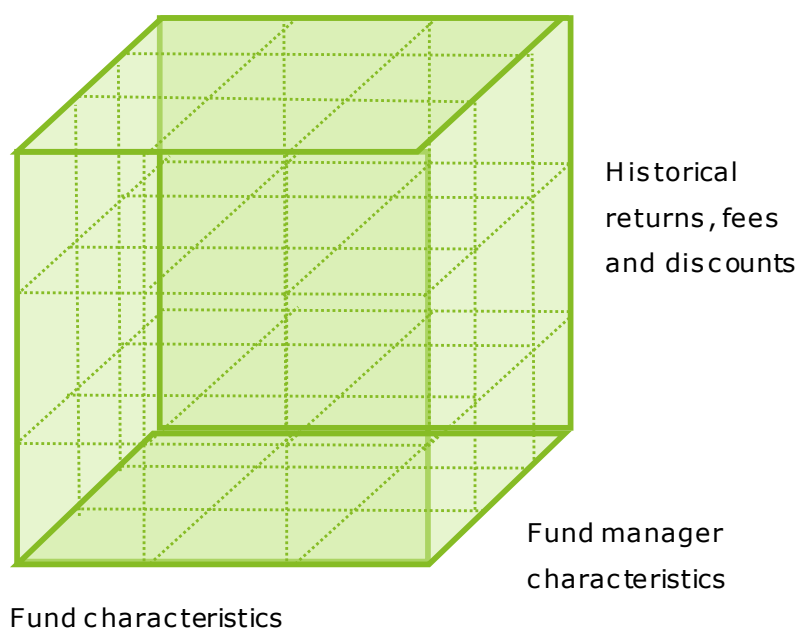 Historical
returns, fees
and discounts
Fund manager
characteristics
Fund characteristics